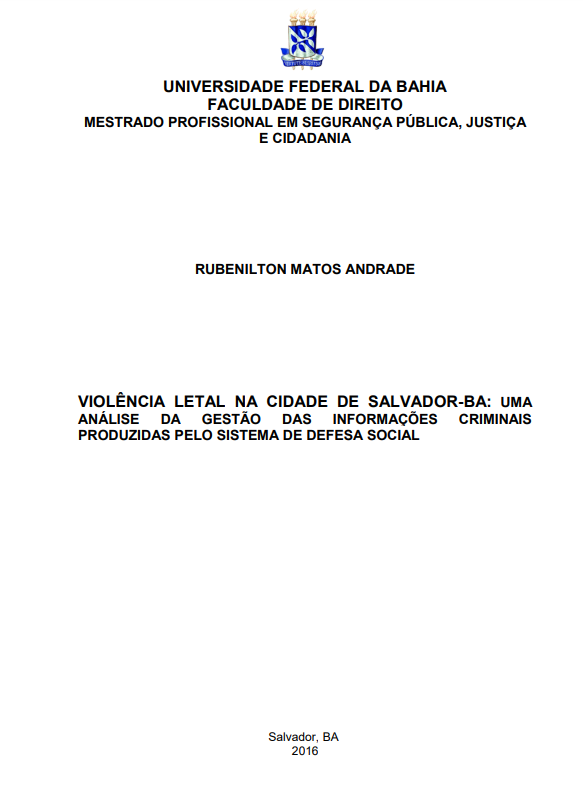 UNIVERSIDADE FEDERAL DA BAHIA
FACULDADE DE DIREITO
MESTRADO PROFISSIONAL EM SEGURANÇA PÚBLICA, JUSTIÇA
E CIDADANIA
RUBENILTON MATOS ANDRADE
VIOLÊNCIA LETAL NA CIDADE DE SALVADOR-BA: UMA
ANÁLISE DA GESTÃO DAS INFORMAÇÕES CRIMINAIS
PRODUZIDAS PELO SISTEMA DE DEFESA SOCIAL
Salvador, BA
2016